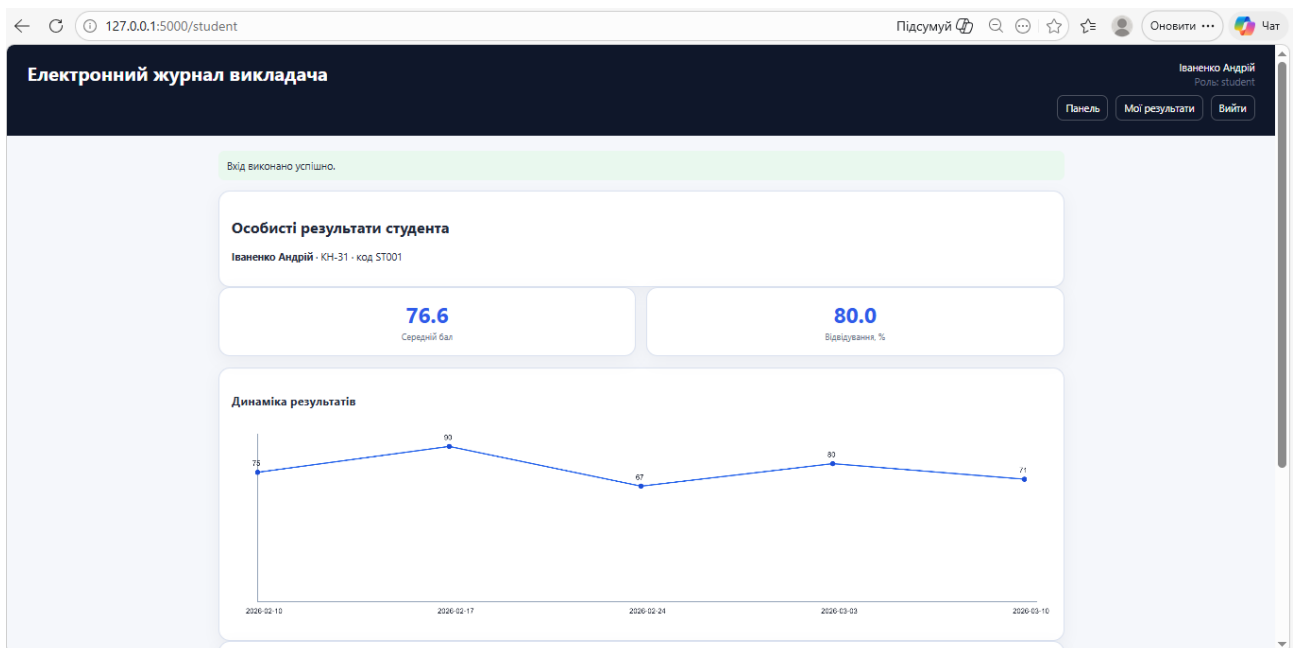 127.0.0.1:5000/student
Підсумуй
Оновити ···
Чат
Електронний журнал викладача
Іваненко Андрій
Роль: student
Панель
Мої результати
Вийти
Вхід виконано успішно.
Особисті результати студента
Іваненко Андрій · КН-31 · код ST001
76.6
Середній бал
80.0
Відвідування, %
Динаміка результатів
75
90
67
80
71
2026-02-10
2026-02-17
2026-02-24
2026-03-03
2026-03-10